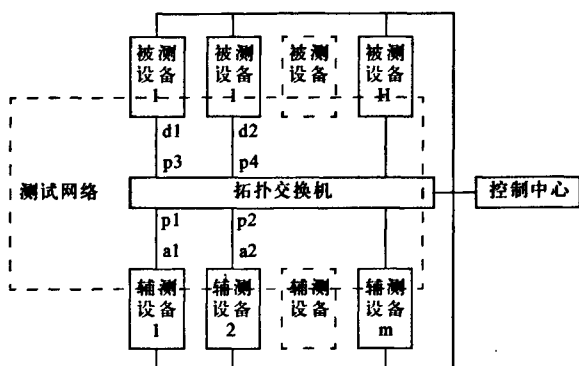 被测设备1
被测设备1
被测设备
被测设备H
d1
d2
p3
p4
测试网络
拓扑交换机
控制中心
p1
p2
a1
a2
辅测设备1
辅测设备2
辅测设备
辅测设备m